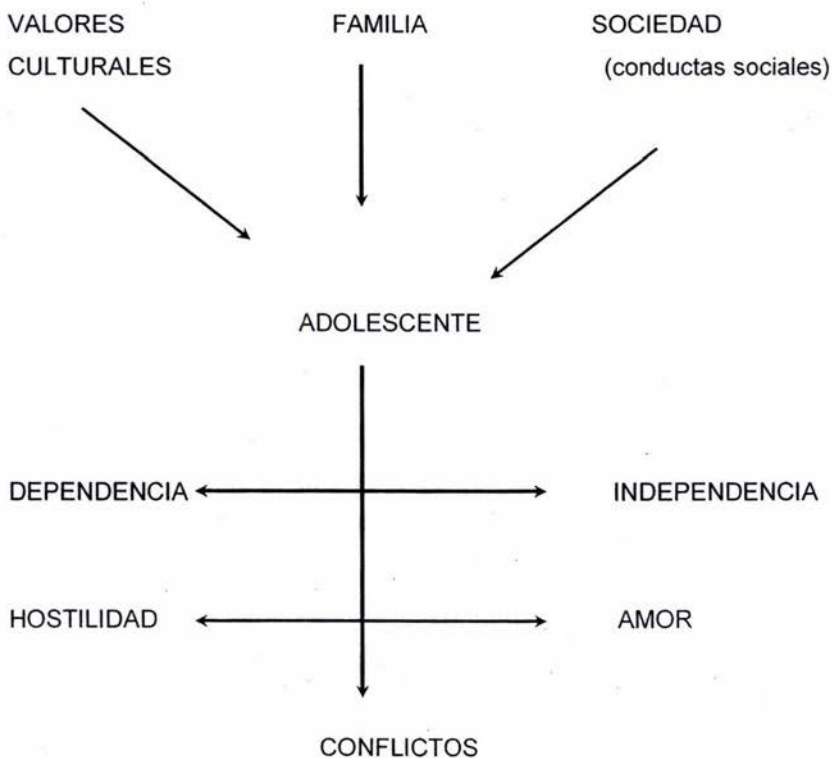 VALORES
CULTURALES
FAMILIA
SOCIEDAD
(conductas sociales)
ADOLESCENTE
DEPENDENCIA
INDEPENDENCIA
HOSTILIDAD
AMOR
CONFLICTOS